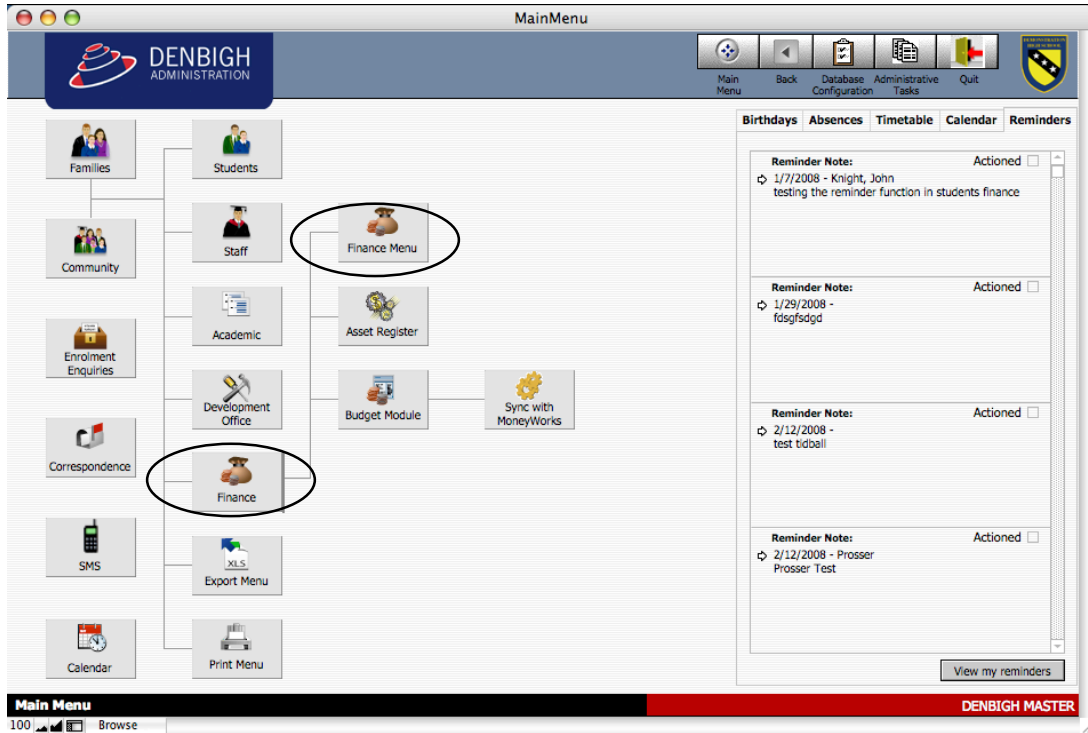 MainMenu
DENBIGH
ADMINISTRATION
Main
Menu
Back
Database
Configuration
Administrative
Tasks
Quit
Families
Students
Staff
Finance Menu
Community
Academic
Asset Register
Enrolment
Enquiries
Development
Office
Budget Module
Sync with
MoneyWorks
Correspondence
Finance
SMS
XLS
Export Menu
Calendar
Print Menu
Birthdays Absences Timetable Calendar Reminders
Reminder Note: Actioned
1/7/2008 - Knight, John
testing the reminder function in students finance
Reminder Note: Actioned
1/29/2008 -
fdsgfsdgd
Reminder Note: Actioned
2/12/2008 -
test tidball
Reminder Note: Actioned
2/12/2008 - Prosser
Prosser Test
View my reminders
Main Menu
DENBIGH MASTER
100 Browse